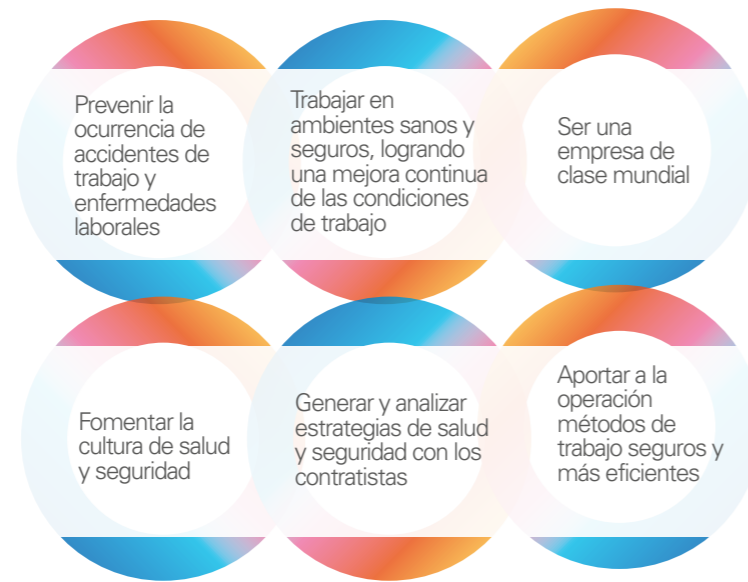 Prevenir la
ocurrencia de
accidentes de
trabajo y
enfermedades
laborales
Trabajar en
ambientes sanos y
seguros, logrando
una mejora continua
de las condiciones
de trabajo
Ser una
empresa de
clase mundial
Fomentar la
cultura de salud
y seguridad
Generar y analizar
estrategias de salud
y seguridad con los
contratistas
Aportar a la
operación
métodos de
trabajo seguros y
más eficientes